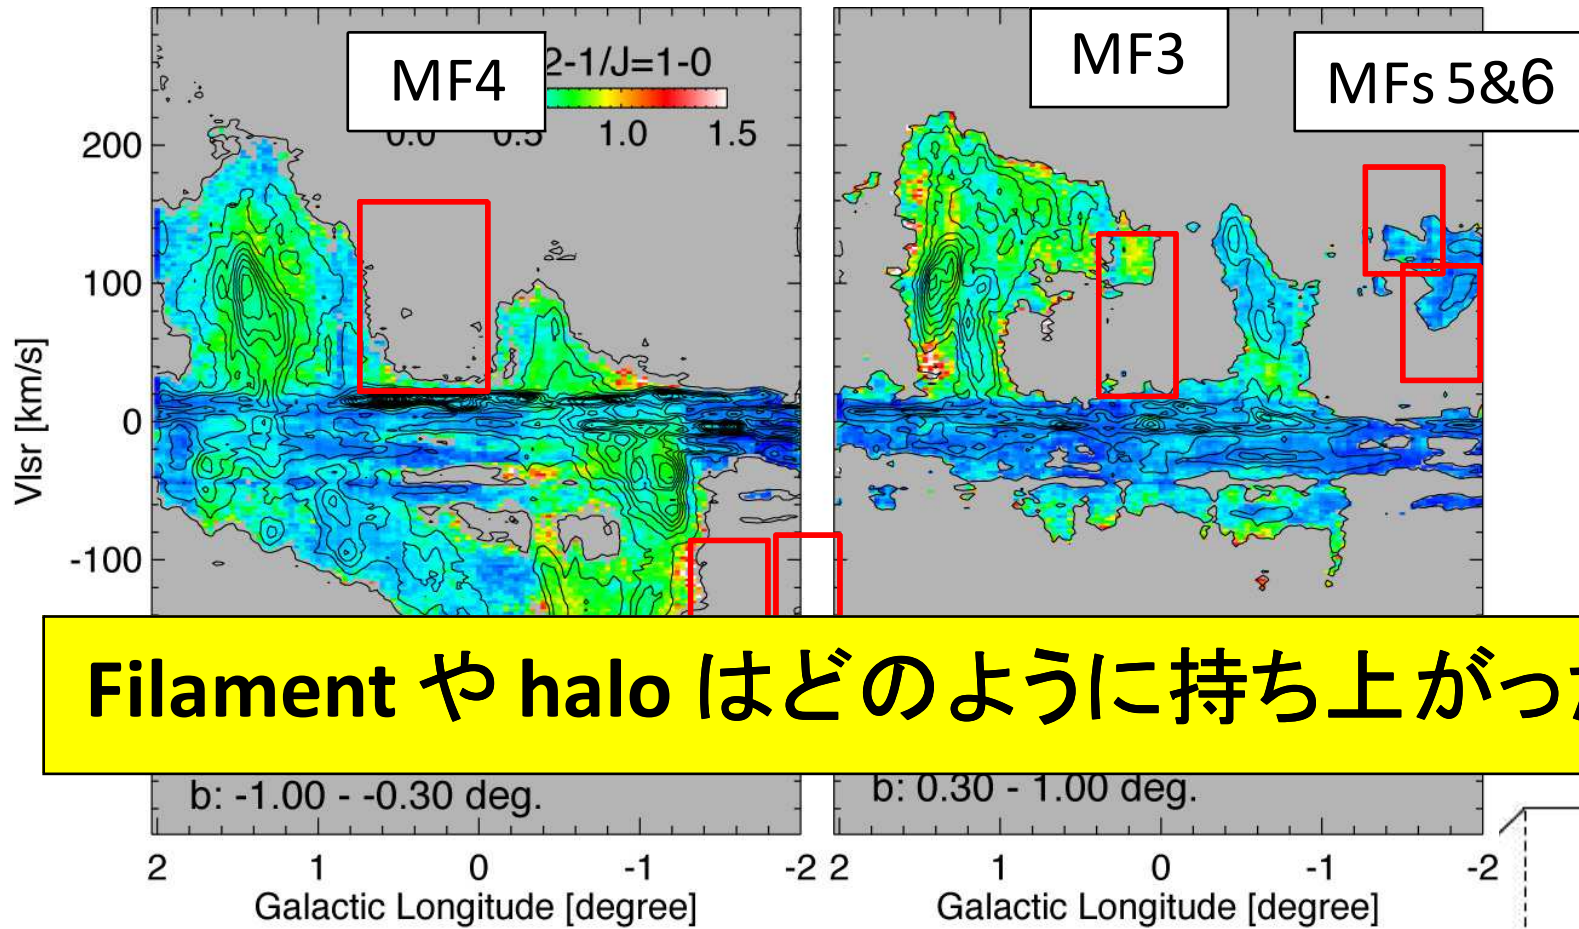 MF4
2-1/J=1-0
0.0 0.5 1.0 1.5
MF3
MFs 5&6
200
100
0
-100
Vlsr [km/s]
Filament や halo はどのように持ち上がった
b: -1.00 - -0.30 deg.
b: 0.30 - 1.00 deg.
2 1 0 -1 -2
2 1 0 -1 -2
Galactic Longitude [degree]
Galactic Longitude [degree]